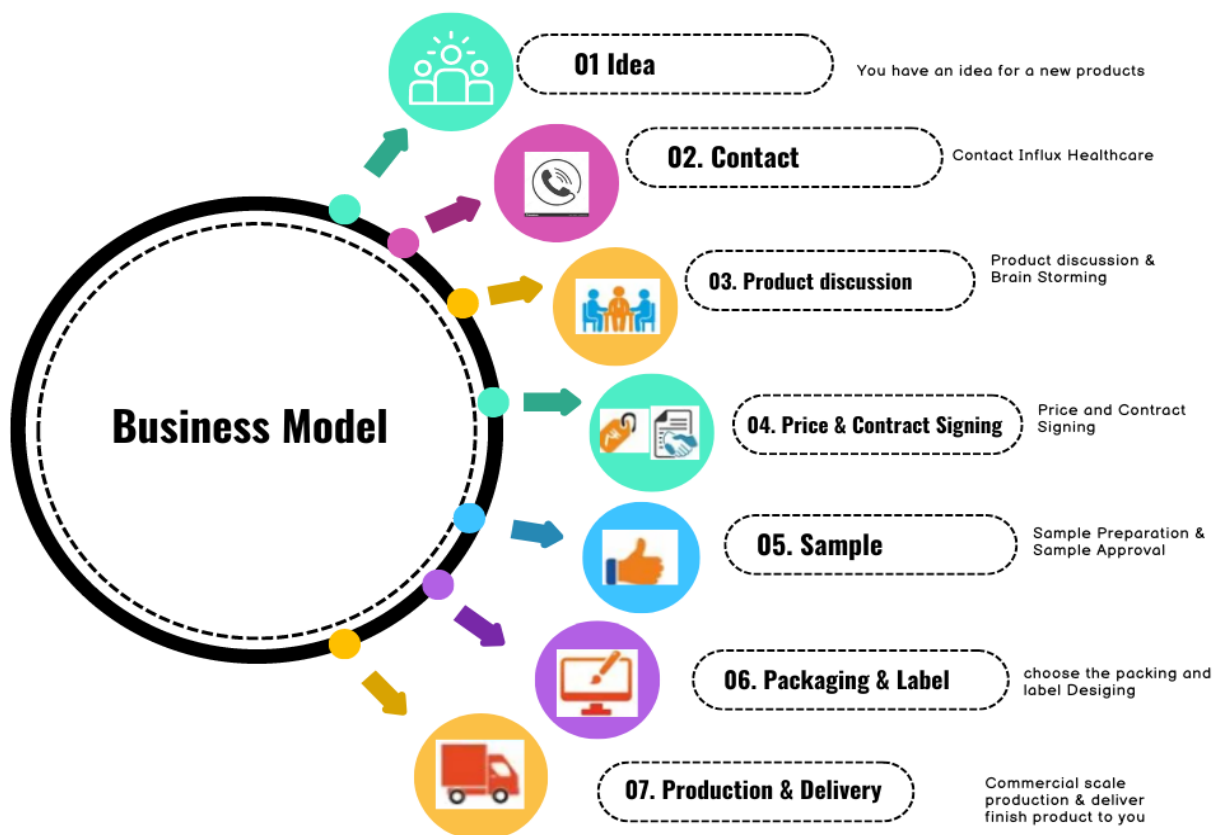 01 Idea
You have an idea for a new products
02. Contact
Contact Influx Healthcare
03. Product discussion
Product discussion &
Brain Storming
Business Model
04. Price & Contract Signing
Price and Contract
Signing
05. Sample
Sample Preparation &
Sample Approval
06. Packaging & Label
choose the packing and
label Desiging
07. Production & Delivery
Commercial scale
production & deliver
finish product to you